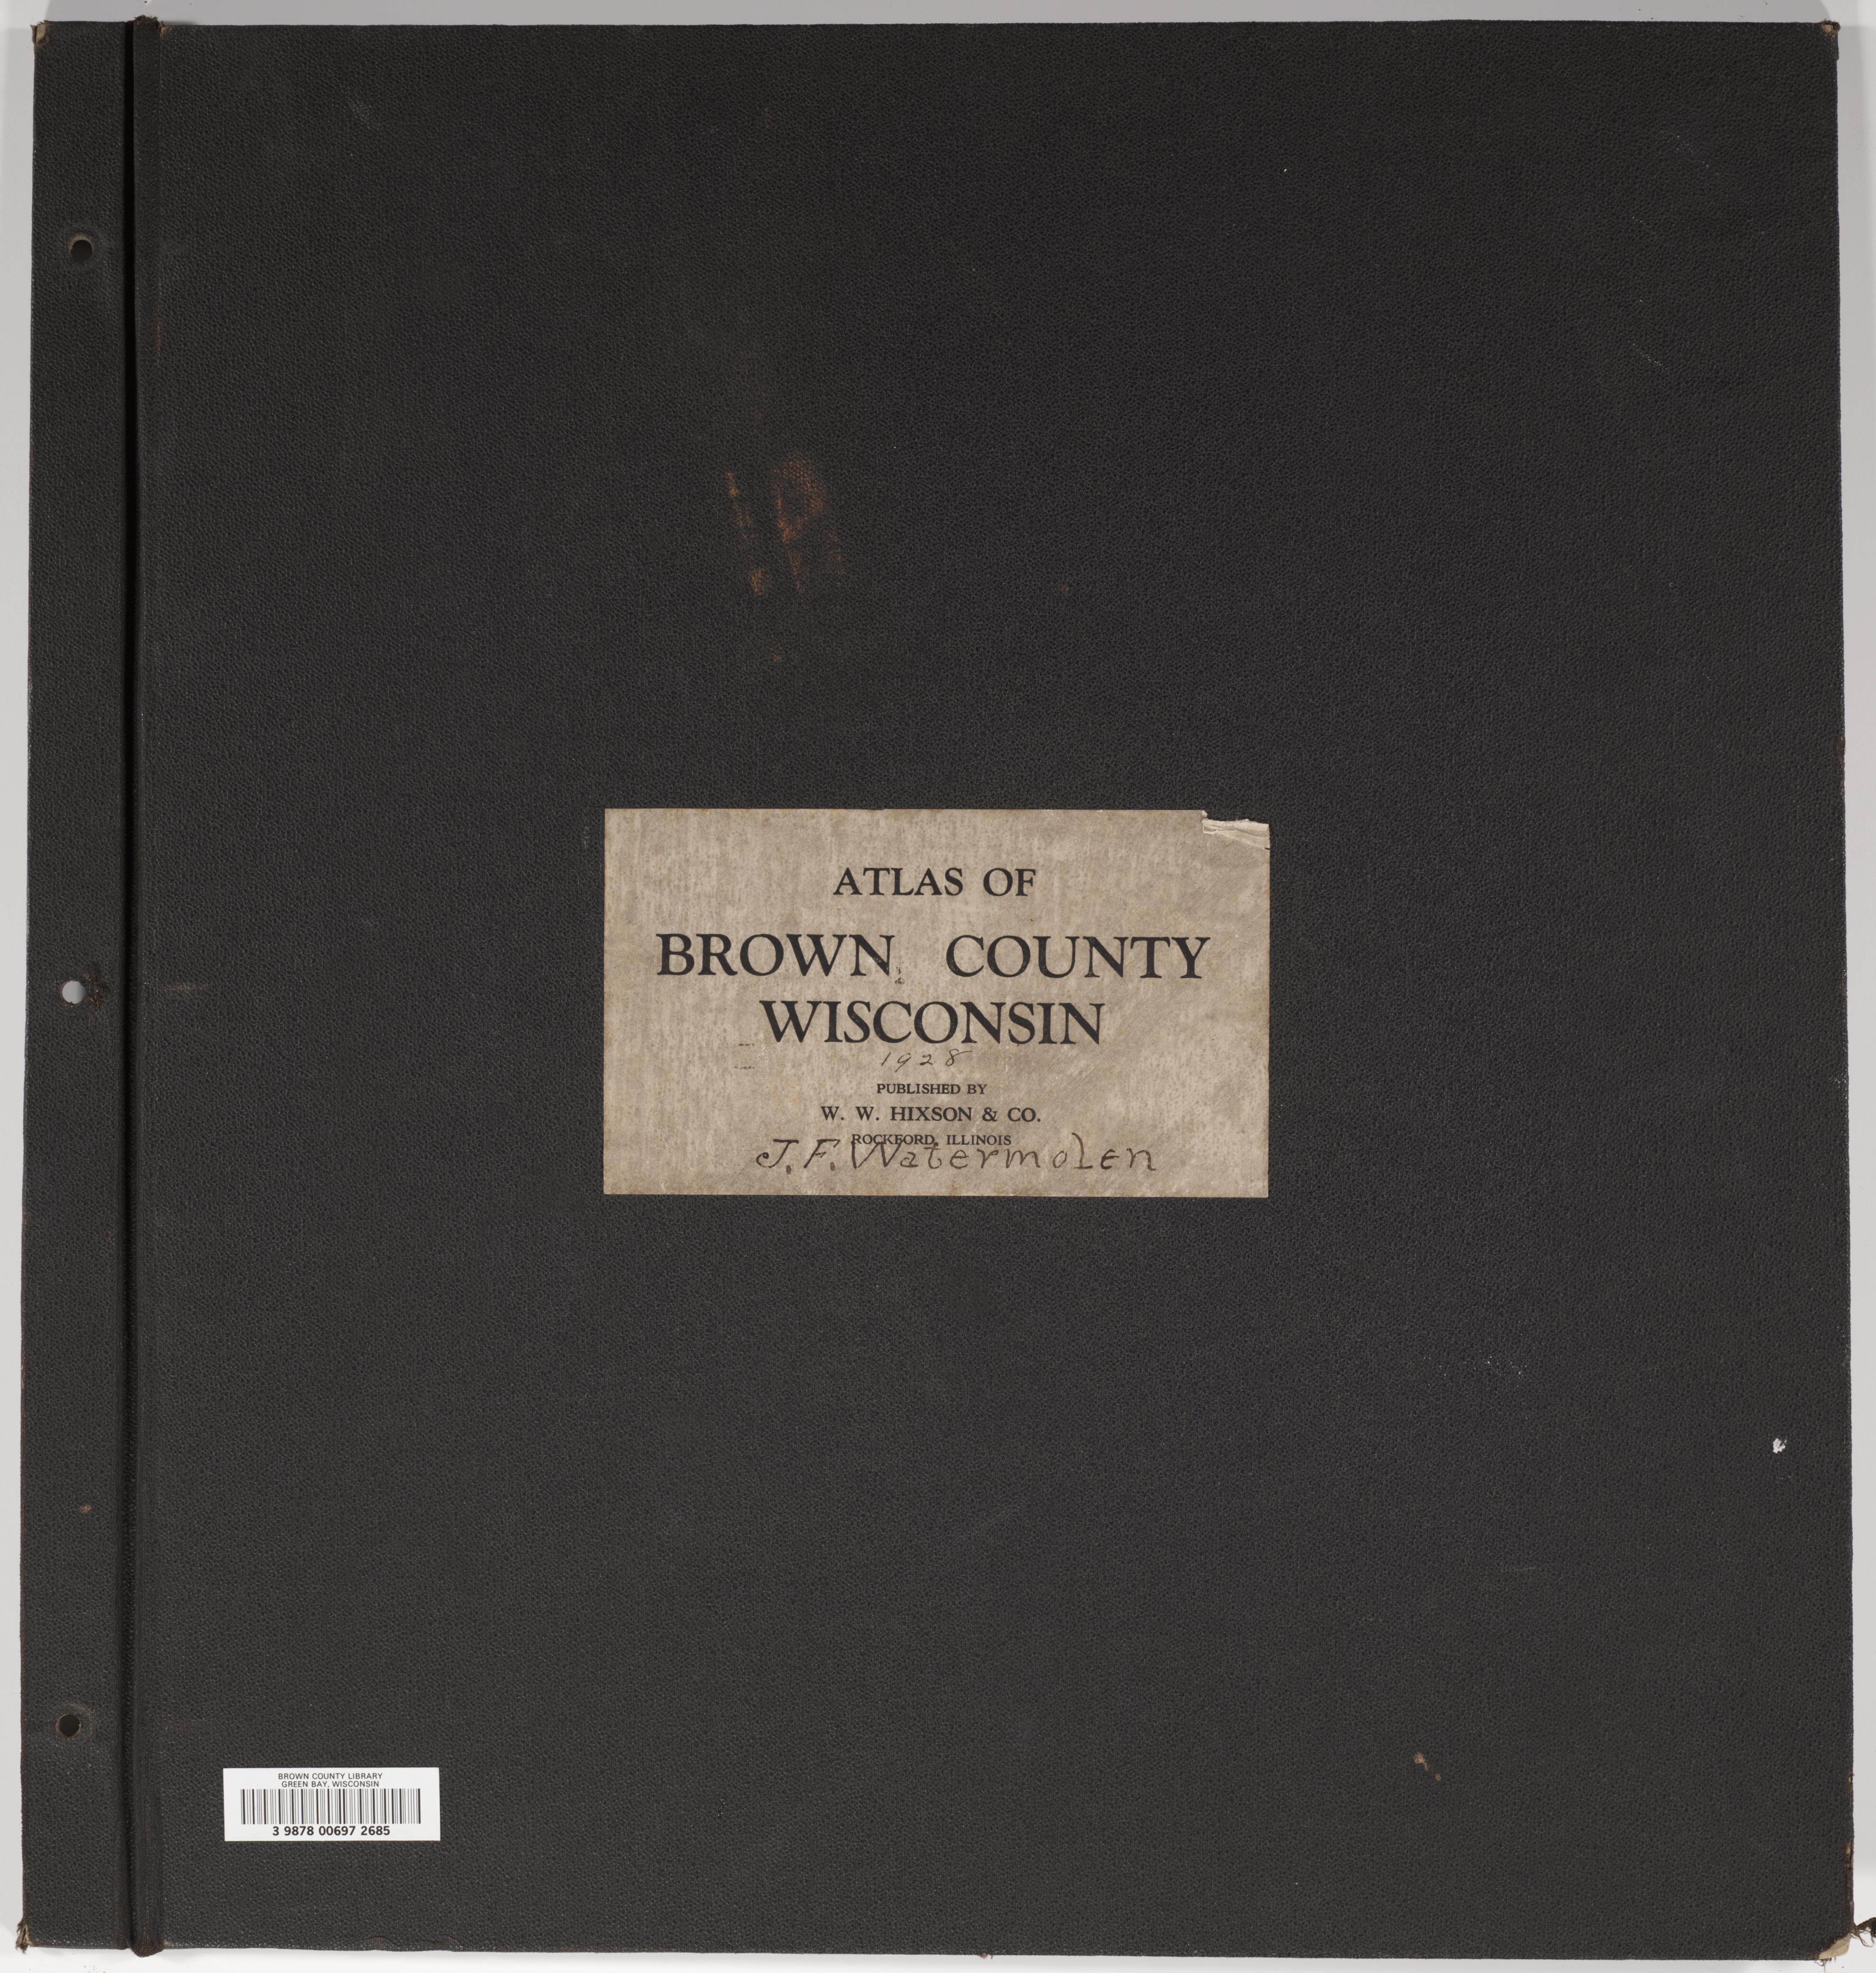 ATLAS OF
BROWN COUNTY
WISCONSIN
1928
PUBLISHED BY
W. W. HIXSON & CO.
ROCKFORD, ILLINOIS
J. F. Watermolen
BROWN COUNTY LIBRARY
GREEN BAY, WISCONSIN
3 9878 00697 2685